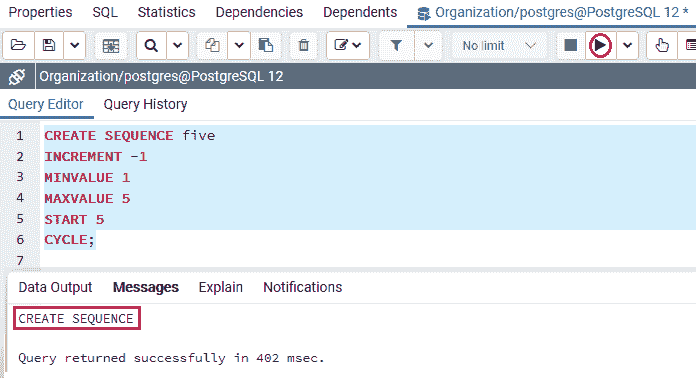 Properties SQL Statistics Dependencies Dependents Organization/postgres@PostgreSQL 12 *
No limit
Organization/postgres@PostgreSQL 12
Query Editor Query History
1 CREATE SEQUENCE five
2 INCREMENT -1
3 MINVALUE 1
4 MAXVALUE 5
5 START 5
6 CYCLE;
7
Data Output Messages Explain Notifications
CREATE SEQUENCE
Query returned successfully in 402 msec.